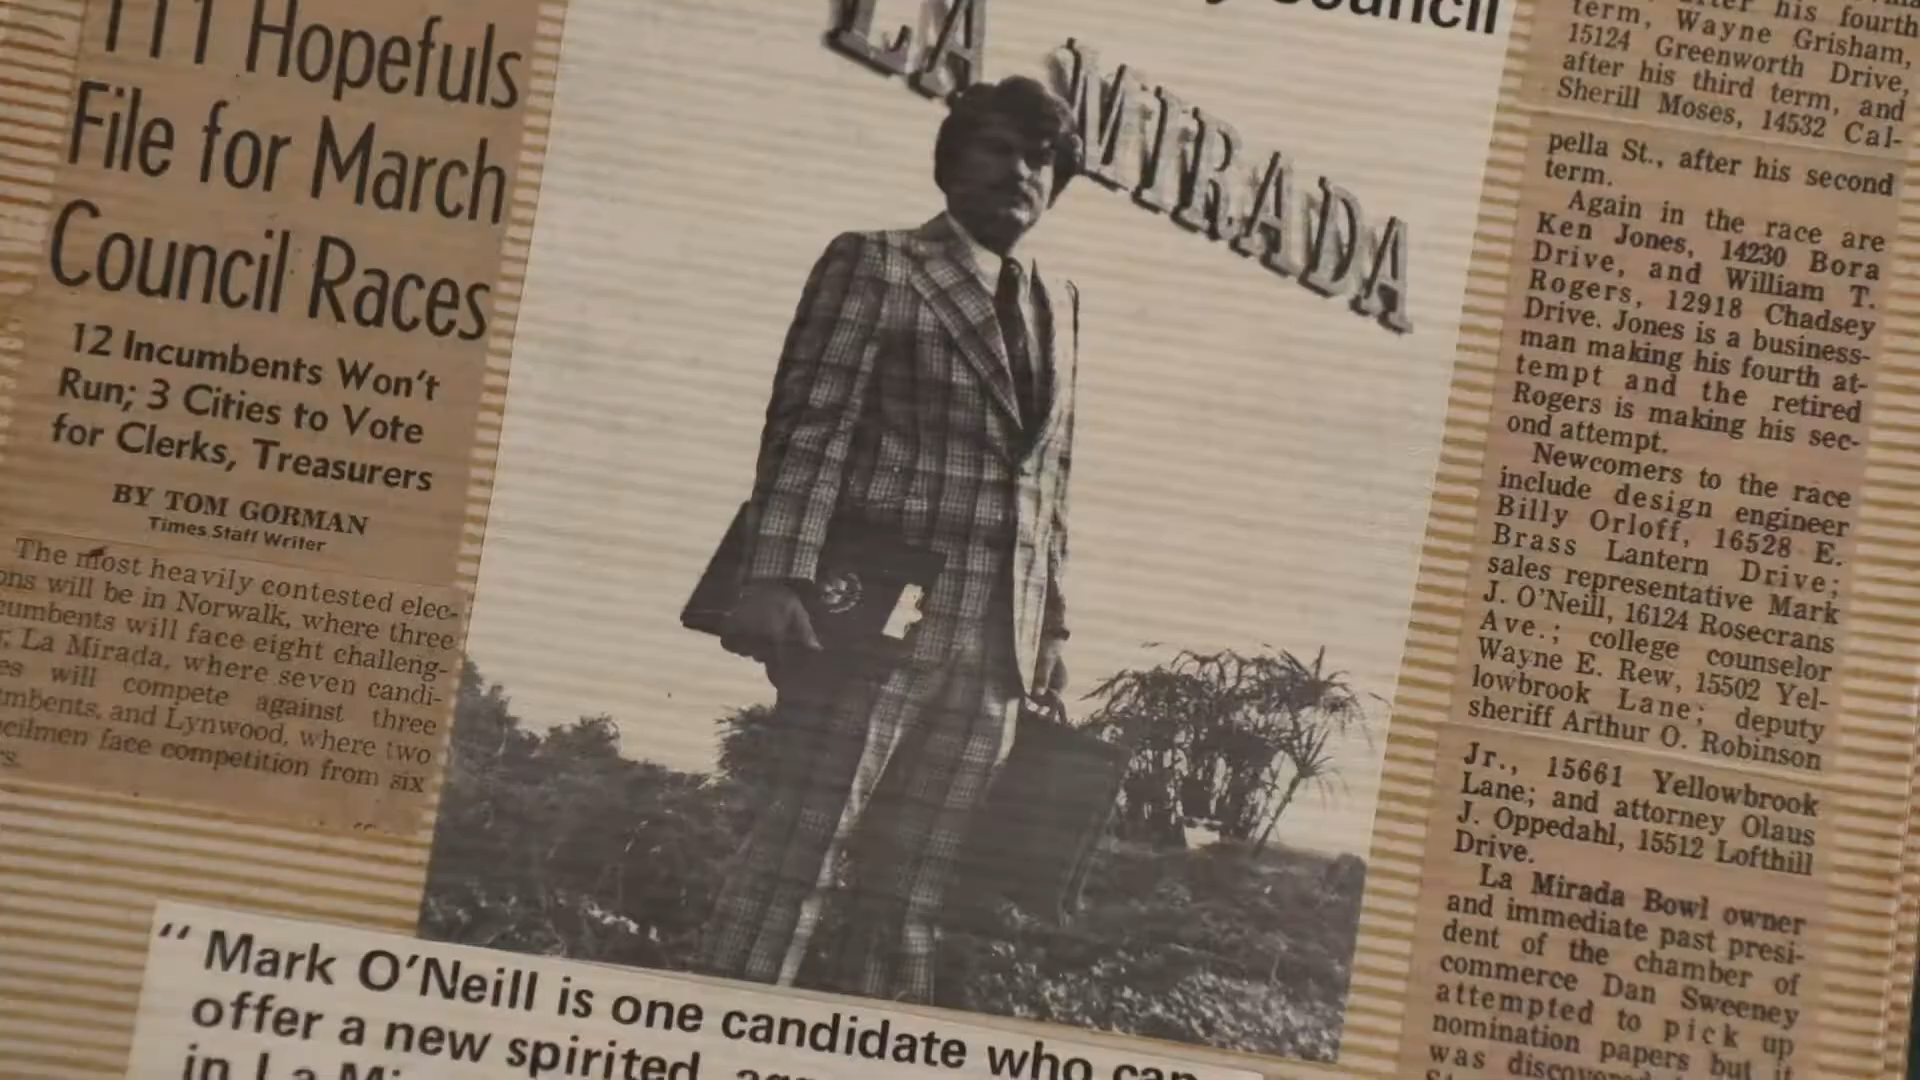 111 Hopefuls
File for March
Council Races
12 Incumbents Won't
Run; 3 Cities to Vote
for Clerks, Treasurers
BY TOM GORMAN
Times Staff Writer
The most heavily contested elec-
ons will be in Norwalk, where three
cumbents will face eight challeng-
La Mirada, where seven candi-
es will compete against three
mbents, and Lynwood, where two
ncilmen face competition from six
rs.
Council
LA MIRADA
"Mark O'Neill is one candidate who can
offer a new spirited
in La Mi
after his fourth
term, Wayne Grisham,
15124 Greenworth Drive,
after his third term, and
Sherill Moses, 14532 Cal-
pella St., after his second
term.
Again in the race are
Ken Jones, 14230 Bora
Drive, and William T.
Rogers, 12918 Chadsey
Drive. Jones is a business-
man making his fourth at-
tempt and the retired
Rogers is making his sec-
ond attempt.
Newcomers to the race
include design engineer
Billy Orloff, 16528 E.
Brass Lantern Drive;
sales representative Mark
J. O'Neill, 16124 Rosecrans
Ave.; college counselor
Wayne E. Rew, 15502 Yel-
lowbrook Lane; deputy
sheriff Arthur O. Robinson
Jr., 15661 Yellowbrook
Lane; and attorney Olaus
J. Oppedahl, 15512 Lofthill
Drive.
La Mirada Bowl owner
and immediate past presi-
dent of the chamber of
commerce Dan Sweeney
attempted to pick up
nomination papers but it
was discovered